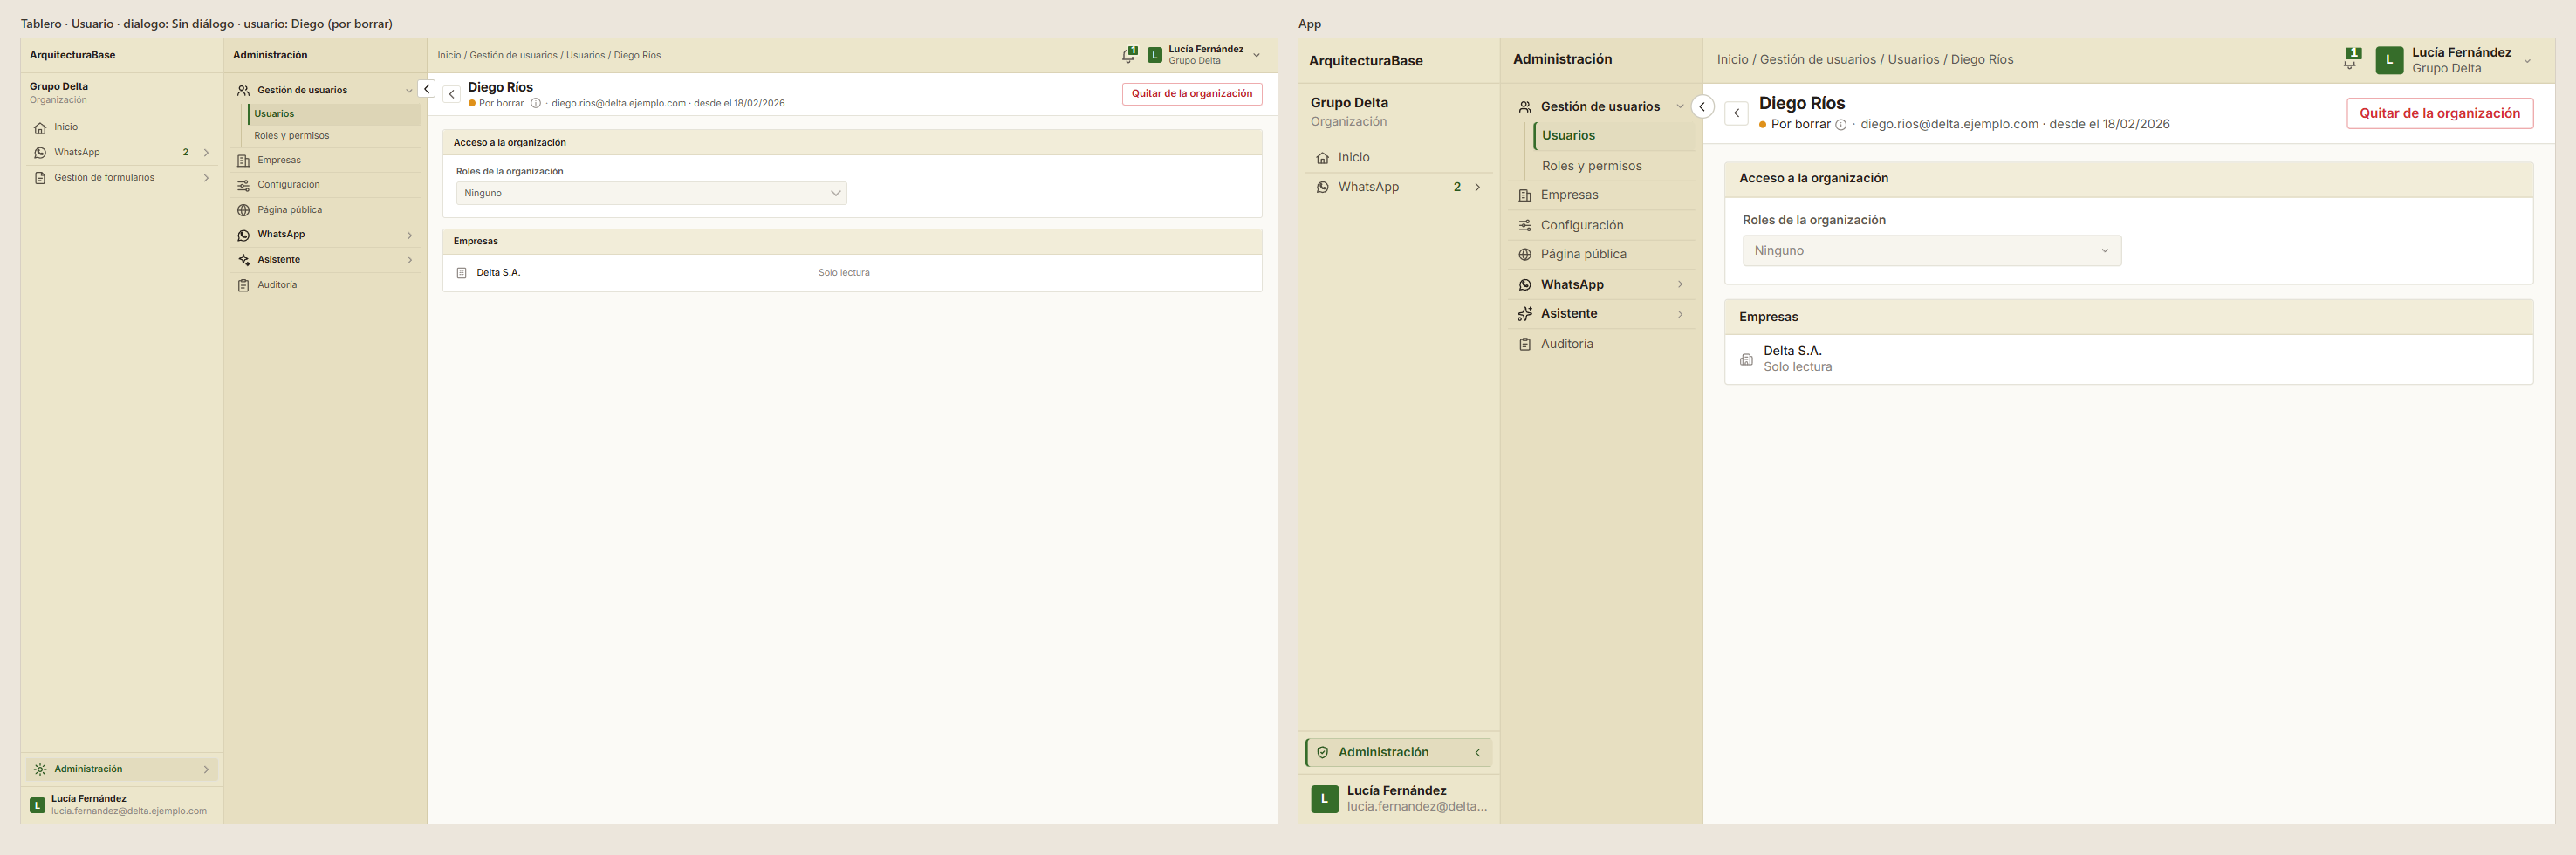 Tablero · Usuario · dialogo: Sin diálogo · usuario: Diego (por borrar)
ArquitecturaBase
Administración
Inicio / Gestión de usuarios / Usuarios / Diego Ríos
1
L
Lucía Fernández
Grupo Delta
Grupo Delta
Organización
Inicio
WhatsApp 2
Gestión de formularios
Gestión de usuarios
Usuarios
Roles y permisos
Empresas
Configuración
Página pública
WhatsApp
Asistente
Auditoría
Diego Ríos
Por borrar · diego.rios@delta.ejemplo.com · desde el 18/02/2026
Quitar de la organización
Acceso a la organización
Roles de la organización
Ninguno
Empresas
Delta S.A. Solo lectura
Administración
L
Lucía Fernández
lucia.fernandez@delta.ejemplo.com
App
ArquitecturaBase
Administración
Inicio / Gestión de usuarios / Usuarios / Diego Ríos
1
L
Lucía Fernández
Grupo Delta
Grupo Delta
Organización
Inicio
WhatsApp 2
Gestión de usuarios
Usuarios
Roles y permisos
Empresas
Configuración
Página pública
WhatsApp
Asistente
Auditoría
Diego Ríos
Por borrar · diego.rios@delta.ejemplo.com · desde el 18/02/2026
Quitar de la organización
Acceso a la organización
Roles de la organización
Ninguno
Empresas
Delta S.A.
Solo lectura
Administración
L
Lucía Fernández
lucia.fernandez@delta...